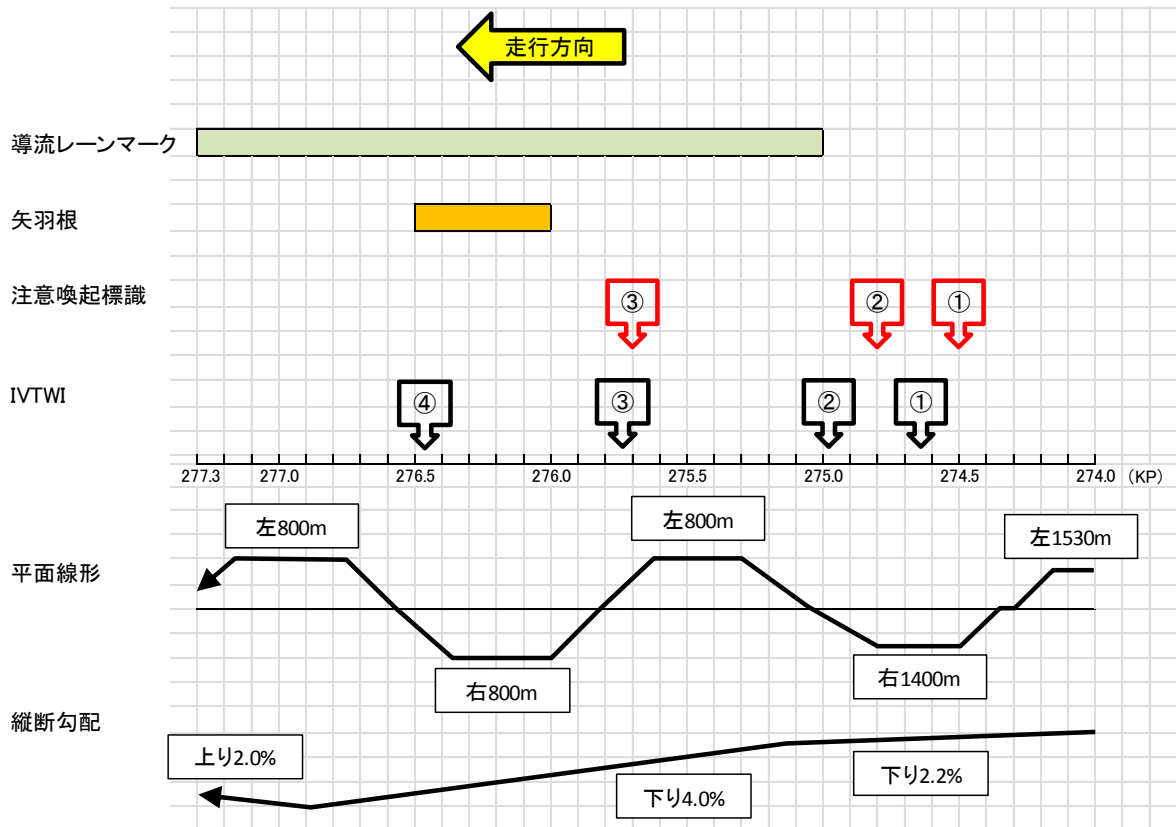 走行方向
導流レーンマーク
矢羽根
注意喚起標識
③ ② ①
IVTWI
④ ③ ② ①
277.3 277.0 276.5 276.0 275.5 275.0 274.5 274.0 (KP)
左800m 左800m 左1530m
平面線形
右800m 右1400m
縦断勾配
上り2.0% 下り4.0% 下り2.2%